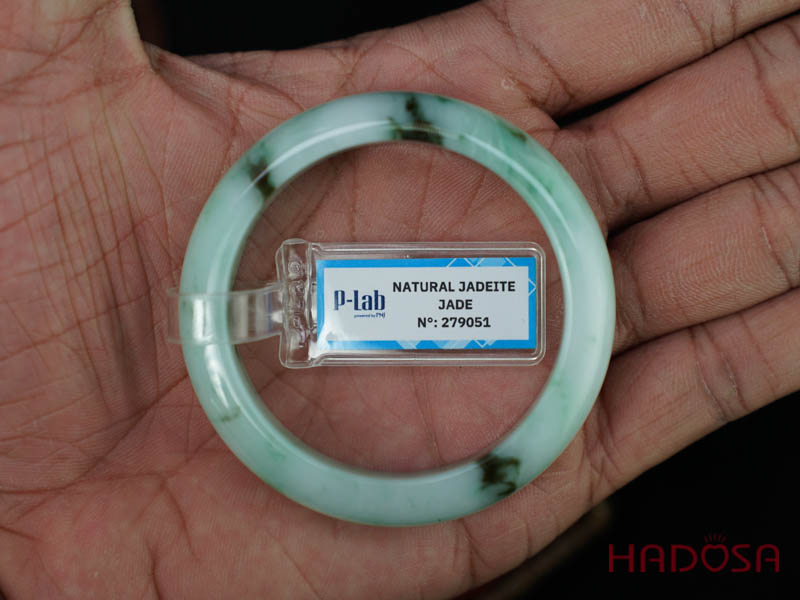 P-Lab
powered by PNJ
NATURAL JADEITE
JADE
Nº: 279051
HADOSA